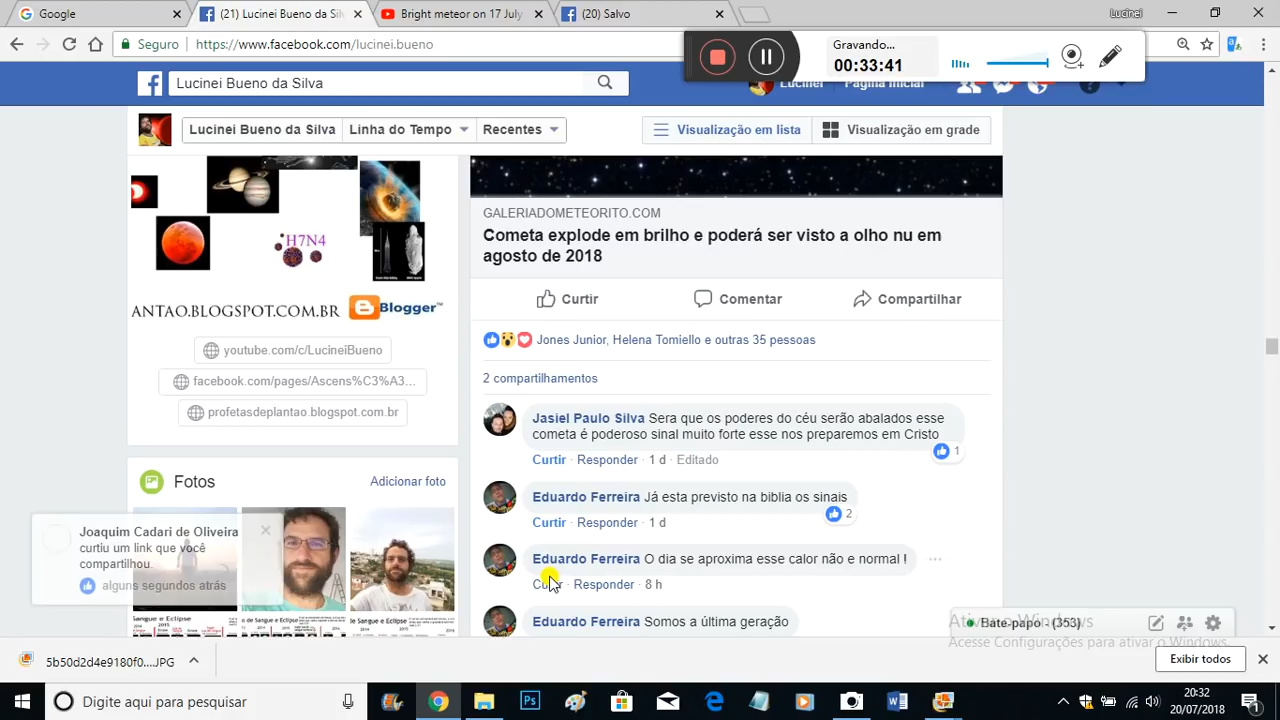 Google
(21) Lucinei Bueno da Sil
Bright meteor on 17 July
(20) Salvo
Lucinei
Seguro
https://www.facebook.com/lucinei.bueno
Gravando...
00:33:41
Lucinei Bueno da Silva
Lucinei
Página inicial
Lucinei Bueno da Silva
Linha do Tempo
Recentes
Visualização em lista
Visualização em grade
H7N4
ANTAO.BLOGSPOT.COM.BR
Blogger
youtube.com/c/LucineiBueno
facebook.com/pages/Ascens%C3%A3...
profetasdeplantao.blogspot.com.br
Fotos
Adicionar foto
Joaquim Cadari de Oliveira
curtiu um link que você
compartilhou.
alguns segundos atrás
GALERIADOMETEORITO.COM
Cometa explode em brilho e poderá ser visto a olho nu em
agosto de 2018
Curtir
Comentar
Compartilhar
Jones Junior, Helena Tomiello e outras 35 pessoas
2 compartilhamentos
Jasiel Paulo Silva Sera que os poderes do céu serão abalados esse
cometa é poderoso sinal muito forte esse nos preparemos em Cristo
1
Curtir · Responder · 1 d · Editado
Eduardo Ferreira Já esta previsto na biblia os sinais
2
Curtir · Responder · 1 d
Eduardo Ferreira O dia se aproxima esse calor não e normal !
Curtir · Responder · 8 h
Eduardo Ferreira Somos a última geração
Bate-papo (353)
Acesse Configurações para ativar o Windows.
5b50d2d4e9180f0....JPG
Exibir todos
Digite aqui para pesquisar
20:32
20/07/2018
1